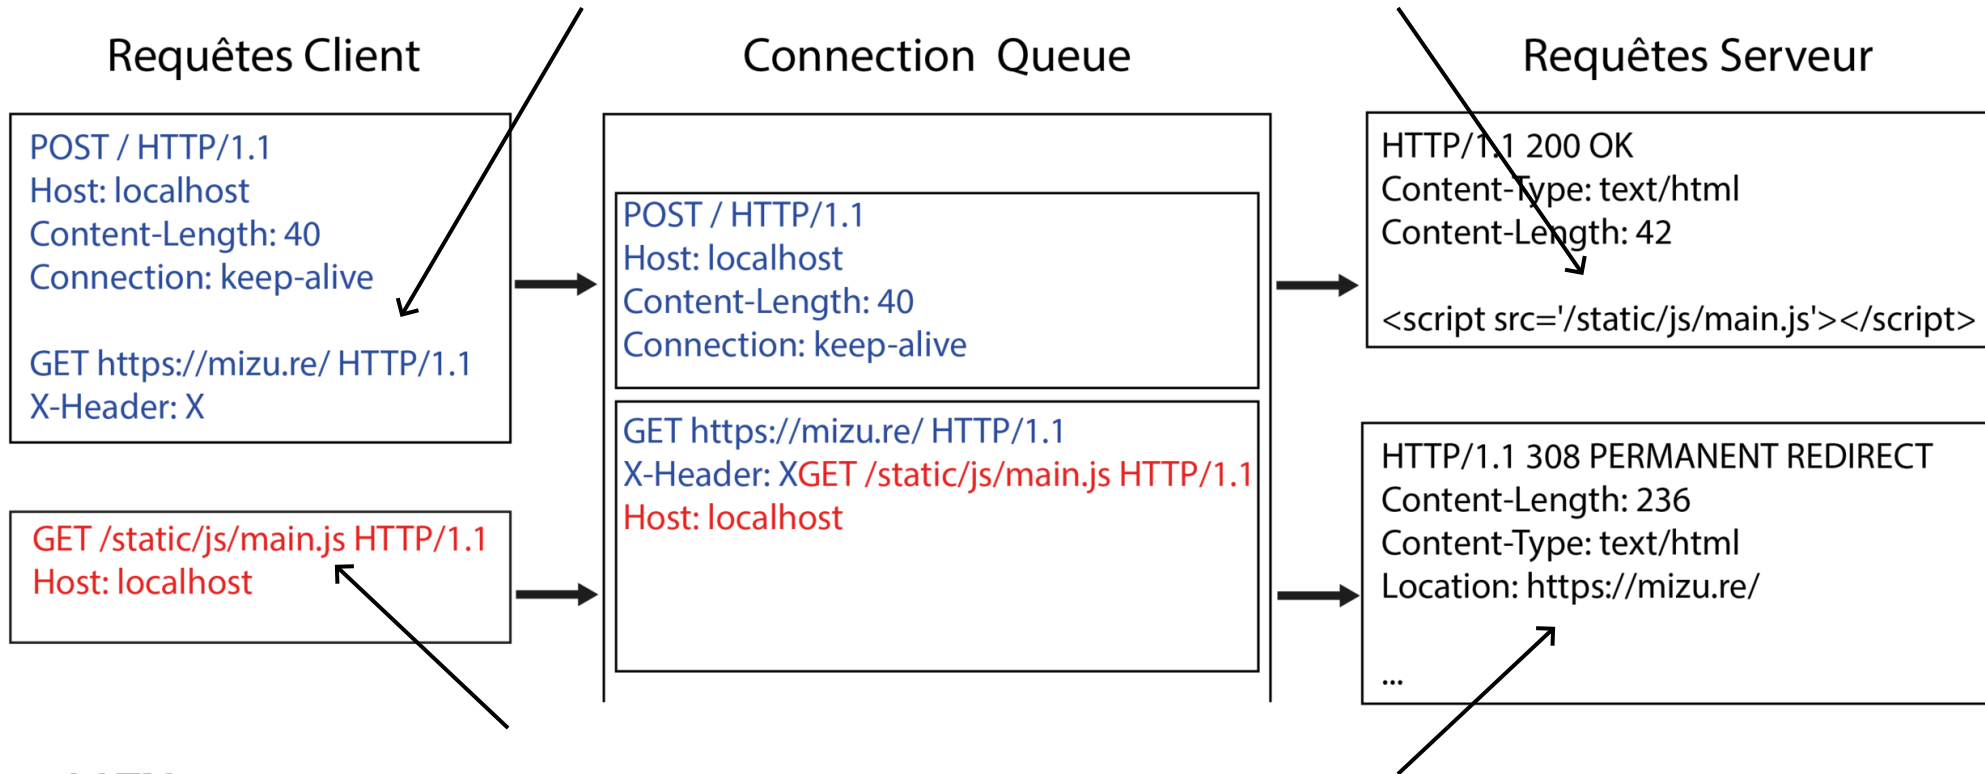 Requêtes Client
POST / HTTP/1.1
Host: localhost
Content-Length: 40
Connection: keep-alive
GET https://mizu.re/ HTTP/1.1
X-Header: X
GET /static/js/main.js HTTP/1.1
Host: localhost
Connection Queue
POST / HTTP/1.1
Host: localhost
Content-Length: 40
Connection: keep-alive
GET https://mizu.re/ HTTP/1.1
X-Header: XGET /static/js/main.js HTTP/1.1
Host: localhost
Requêtes Serveur
HTTP/1.1 200 OK
Content-Type: text/html
Content-Length: 42
<script src='/static/js/main.js'></script>
HTTP/1.1 308 PERMANENT REDIRECT
Content-Length: 236
Content-Type: text/html
Location: https://mizu.re/
...